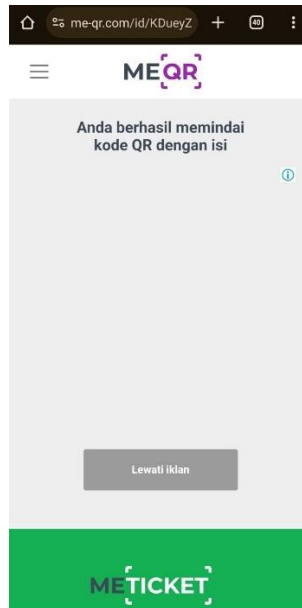 me-qr.com/id/KDueyZ
40
MEQR
Anda berhasil memindai
kode QR dengan isi
Lewati iklan
METICKET